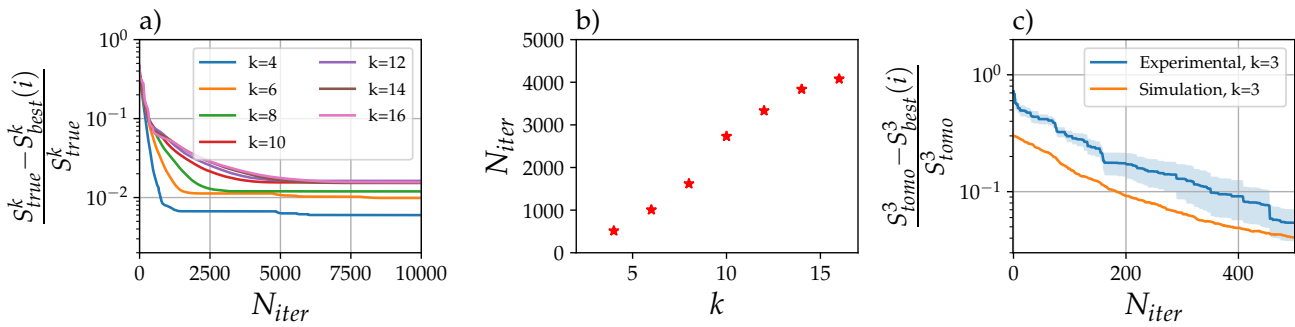 a)
10^0
10^-1
10^-2
0
2500
5000
7500
10000
N_iter
S^k_true − S^k_best(i)
S^k_true
k=4
k=6
k=8
k=10
k=12
k=14
k=16
b)
5000
4000
3000
2000
1000
0
5
10
15
N_iter
k
c)
10^0
10^-1
0
200
400
N_iter
S^3_tomo − S^3_best(i)
S^3_tomo
Experimental, k=3
Simulation, k=3